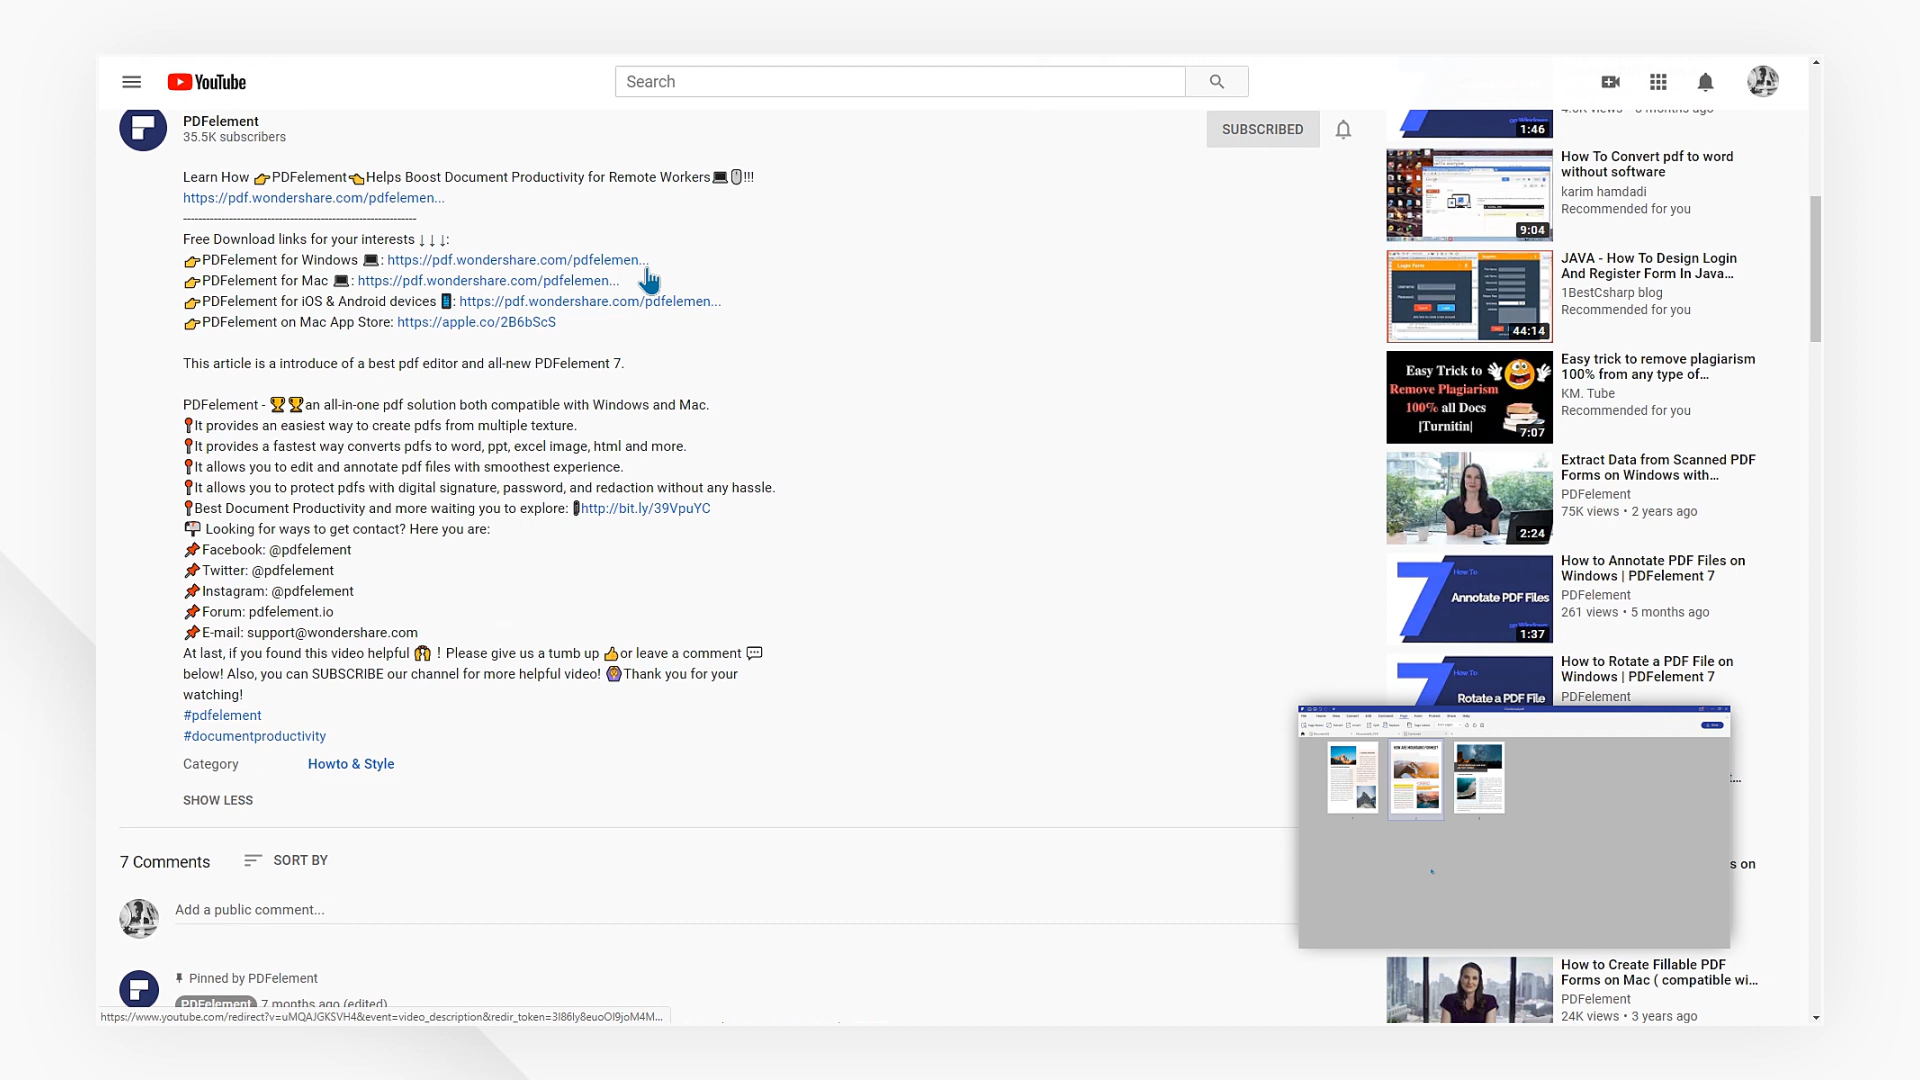 YouTube
Search
PDFelement
35.5K subscribers
SUBSCRIBED
Learn How 👉PDFelement👈Helps Boost Document Productivity for Remote Workers💻🖱!!!
https://pdf.wondershare.com/pdfelemen...
--------------------------------------------------------------
Free Download links for your interests ↓ ↓ ↓:
👉PDFelement for Windows 💻: https://pdf.wondershare.com/pdfelemen...
👉PDFelement for Mac 💻: https://pdf.wondershare.com/pdfelemen...
👉PDFelement for iOS & Android devices 📱: https://pdf.wondershare.com/pdfelemen...
👉PDFelement on Mac App Store: https://apple.co/2B6bScS
This article is a introduce of a best pdf editor and all-new PDFelement 7.
PDFelement - 🏆🏆an all-in-one pdf solution both compatible with Windows and Mac.
📍It provides an easiest way to create pdfs from multiple texture.
📍It provides a fastest way converts pdfs to word, ppt, excel image, html and more.
📍It allows you to edit and annotate pdf files with smoothest experience.
📍It allows you to protect pdfs with digital signature, password, and redaction without any hassle.
📍Best Document Productivity and more waiting you to explore: http://bit.ly/39VpuYC
📬 Looking for ways to get contact? Here you are:
📌Facebook: @pdfelement
📌Twitter: @pdfelement
📌Instagram: @pdfelement
📌Forum: pdfelement.io
📌E-mail: support@wondershare.com
At last, if you found this video helpful 🙌 ! Please give us a tumb up 👍or leave a comment 💬
below! Also, you can SUBSCRIBE our channel for more helpful video! 🙆Thank you for your
watching!
#pdfelement
#documentproductivity
Category Howto & Style
SHOW LESS
7 Comments SORT BY
Add a public comment...
Pinned by PDFelement
PDFelement 7 months ago (edited)
https://www.youtube.com/redirect?v=uMQAJGKSVH4&event=video_description&redir_token=3I86ly8euoOI9joM4M...
1:46
How To Convert pdf to word
without software
karim hamdadi
Recommended for you
9:04
JAVA - How To Design Login
And Register Form In Java...
1BestCsharp blog
Recommended for you
44:14
Easy Trick to
Remove Plagiarism
100% all Docs
|Turnitin|
7:07
Easy trick to remove plagiarism
100% from any type of...
KM. Tube
Recommended for you
2:24
Extract Data from Scanned PDF
Forms on Windows with...
PDFelement
75K views • 2 years ago
7
How To
Annotate PDF Files
on Windows
1:37
How to Annotate PDF Files on
Windows | PDFelement 7
PDFelement
261 views • 5 months ago
How To
Rotate a PDF File
How to Rotate a PDF File on
Windows | PDFelement 7
PDFelement
HOW ARE MOUNTAINS FORMED?
s on
How to Create Fillable PDF
Forms on Mac ( compatible wi...
PDFelement
24K views • 3 years ago